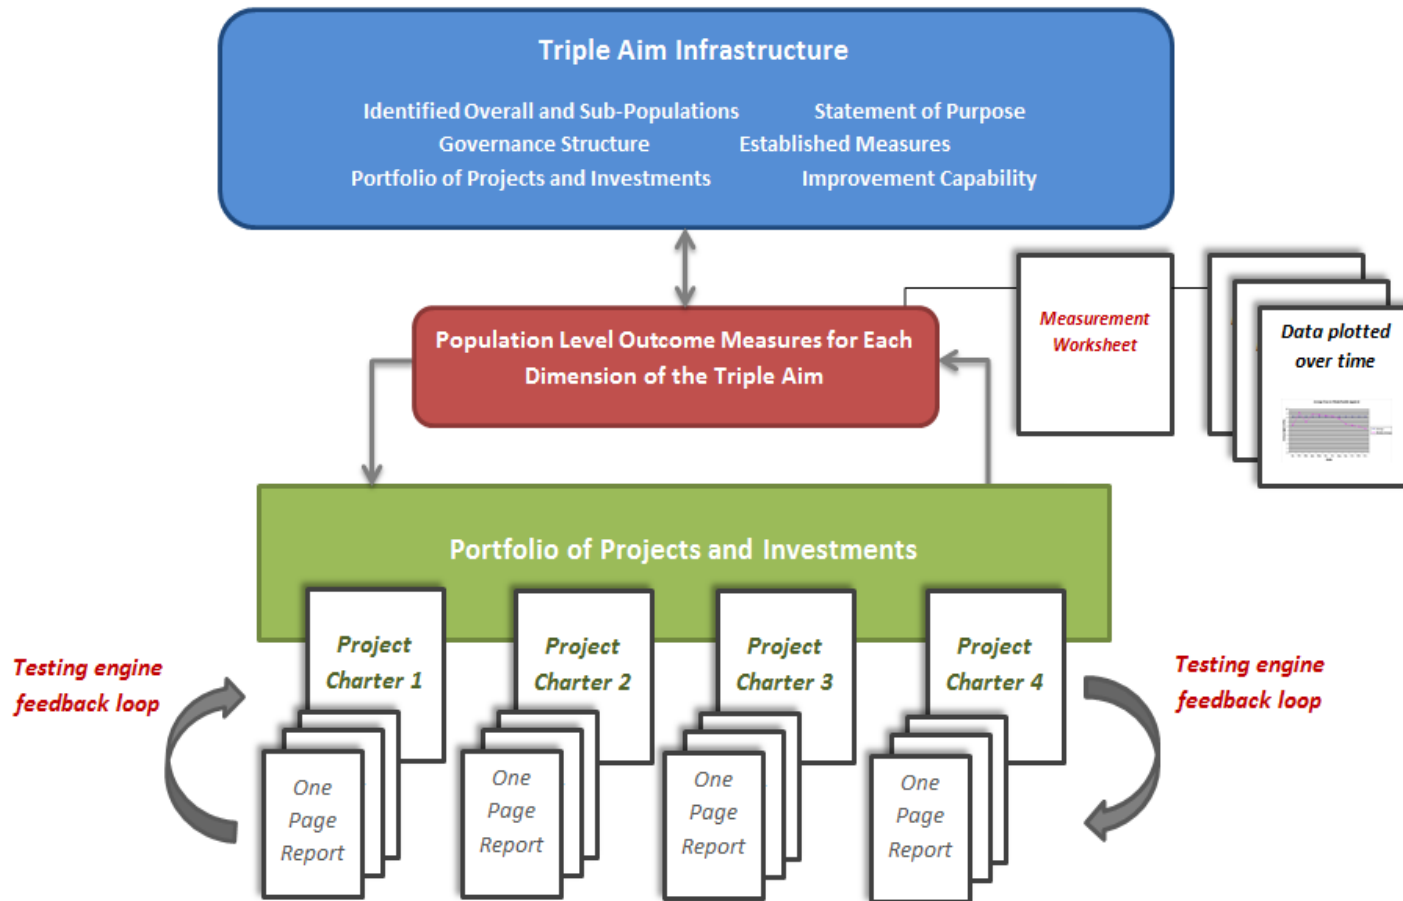 Triple Aim Infrastructure
Identified Overall and Sub-Populations Statement of Purpose
Governance Structure Established Measures
Portfolio of Projects and Investments Improvement Capability
Population Level Outcome Measures for Each
Dimension of the Triple Aim
Measurement
Worksheet
Data plotted
over time
Portfolio of Projects and Investments
Testing engine
feedback loop
Project
Charter 1
Project
Charter 2
Project
Charter 3
Project
Charter 4
Testing engine
feedback loop
One
Page
Report
One
Page
Report
One
Page
Report
One
Page
Report